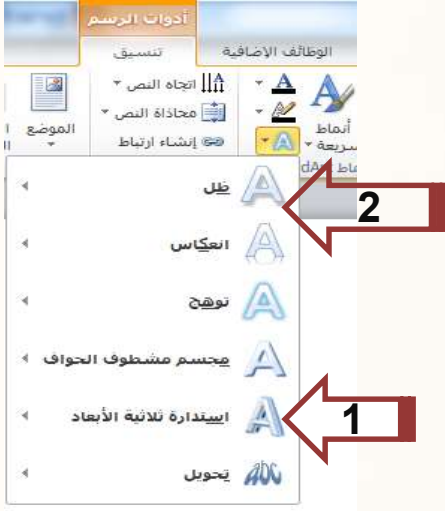 أدوات الرسم
الوظائف الإضافية
تنسيق
A
اتجاه النص
محاذاة النص
إنشاء ارتباط
الموضع
أنماط
سريعة
A
ظل
2
انعكاس
توهج
مجسم مشطوف الحواف
استدارة ثلاثية الأبعاد
1
abc تحويل